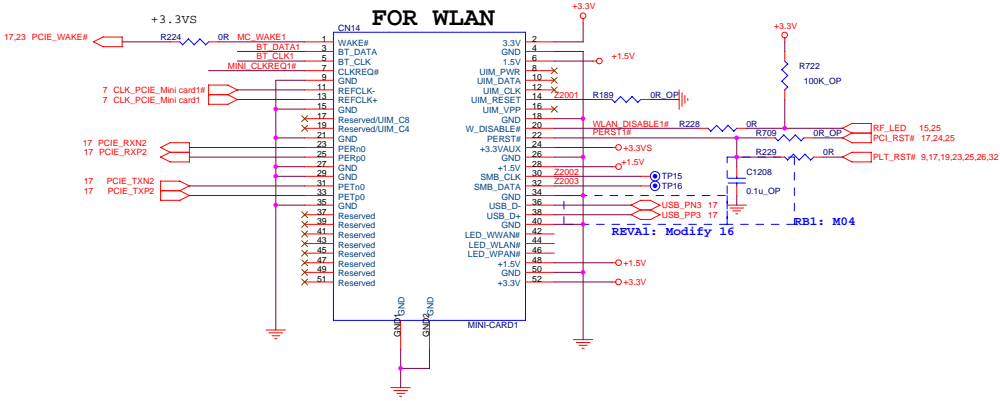 FOR WLAN
+3.3VS
CN14
17,23 PCIE_WAKE#
R224
0R
MC_WAKE1
BT_DATA1
BT_CLK1
MINI_CLKREQ1#
7 CLK_PCIE_Mini card1#
7 CLK_PCIE_Mini card1
17 PCIE_RXN2
17 PCIE_RXP2
17 PCIE_TXN2
17 PCIE_TXP2
1 WAKE#
3 BT_DATA
5 BT_CLK
7 CLKREQ#
9 GND
11 REFCLK-
13 REFCLK+
15 GND
17 Reserved/UIM_C8
19 Reserved/UIM_C4
21 GND
23 PERn0
25 PERp0
27 GND
29 GND
31 PETn0
33 PETp0
35 GND
37 Reserved
39 Reserved
41 Reserved
43 Reserved
45 Reserved
47 Reserved
49 Reserved
51 Reserved
3.3V 2
GND 4
1.5V 6
UIM_PWR 8
UIM_DATA 10
UIM_CLK 12
UIM_RESET 14
UIM_VPP 16
GND 18
W_DISABLE# 20
PERST# 22
+3.3VAUX 24
GND 26
+1.5V 28
SMB_CLK 30
SMB_DATA 32
GND 34
USB_D- 36
USB_D+ 38
GND 40
LED_WWAN# 42
LED_WLAN# 44
LED_WPAN# 46
+1.5V 48
GND 50
+3.3V 52
GND
GND
GND1
GND2
MINI-CARD1
+3.3V
+1.5V
Z2001
R189
0R_OP
WLAN_DISABLE1#
PERST1#
R228
0R
R709
0R_OP
R229
0R
+3.3V
R722
100K_OP
RF_LED 15,25
PCI_RST# 17,24,25
PLT_RST# 9,17,19,23,25,26,32
+3.3VS
+1.5V
Z2002
Z2003
TP15
TP16
C1208
0.1u_OP
USB_PN3 17
USB_PP3 17
REVA1: Modify 16
RB1: M04
+1.5V
+3.3V